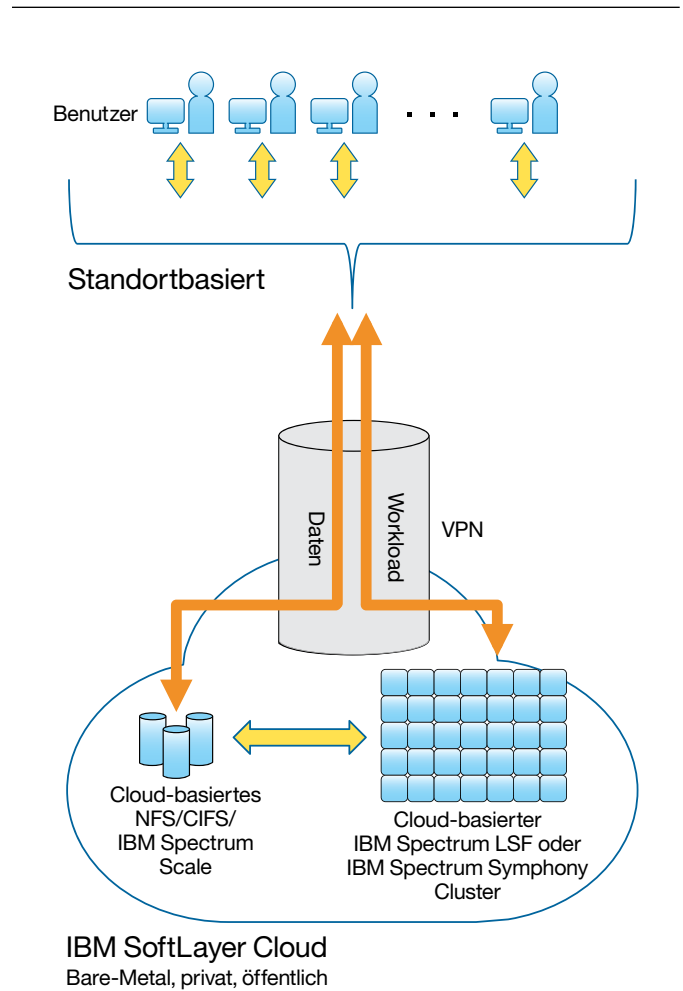 Benutzer
Standortbasiert
Daten
Workload
VPN
Cloud-basiertes
NFS/CIFS/
IBM Spectrum
Scale
Cloud-basierter
IBM Spectrum LSF oder
IBM Spectrum Symphony
Cluster
IBM SoftLayer Cloud
Bare-Metal, privat, öffentlich